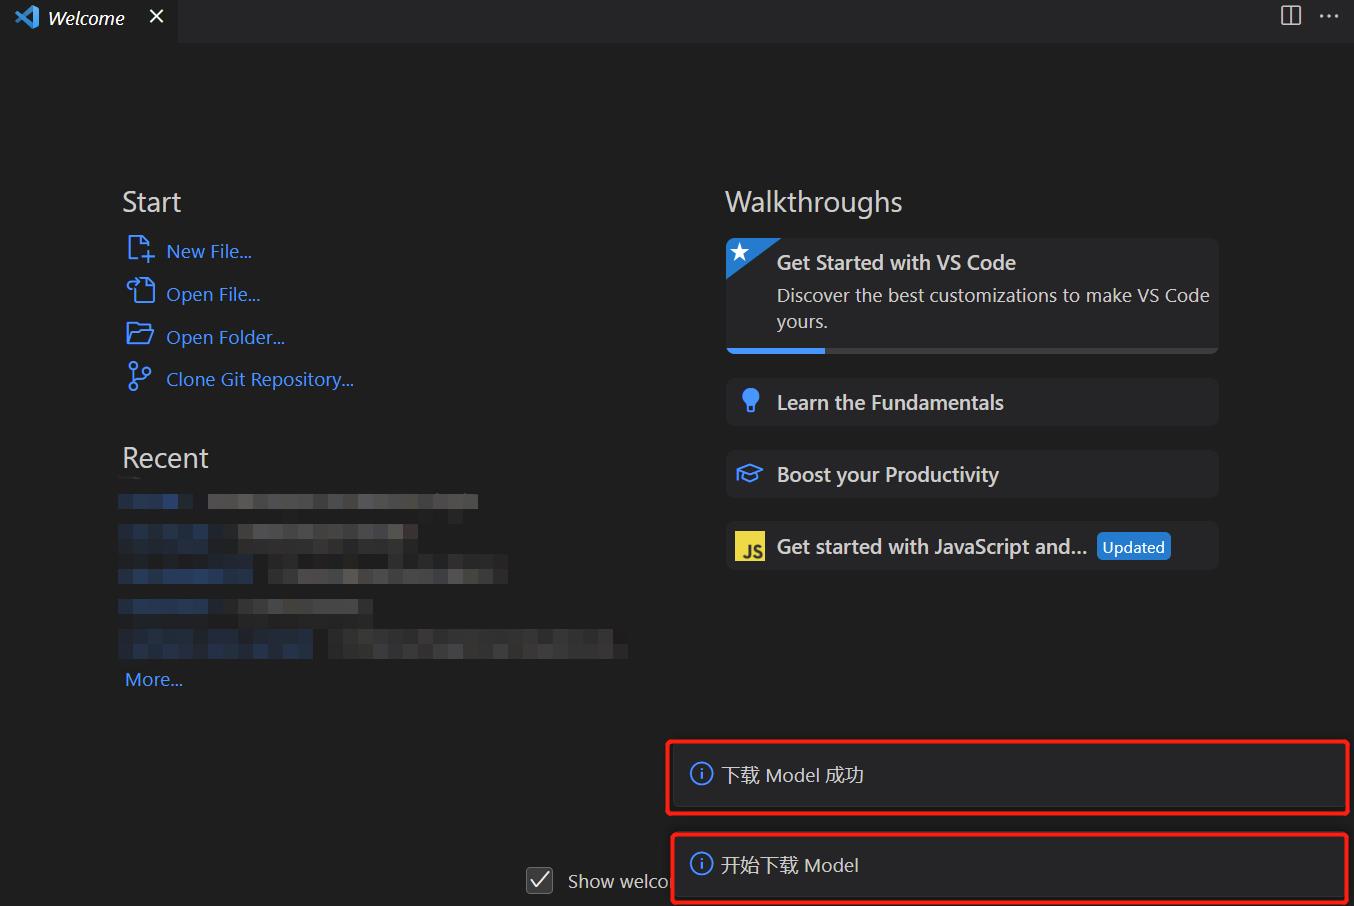 Welcome
Start
New File...
Open File...
Open Folder...
Clone Git Repository...
Recent
More...
Walkthroughs
Get Started with VS Code
Discover the best customizations to make VS Code
yours.
Learn the Fundamentals
Boost your Productivity
JS Get started with JavaScript and... Updated
下载 Model 成功
开始下载 Model
Show welco